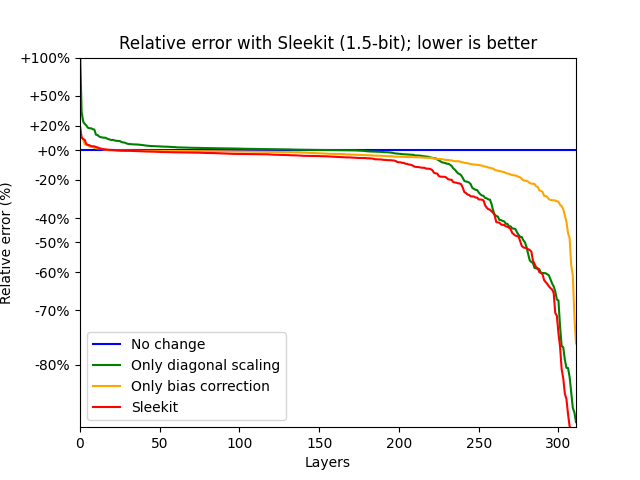 Relative error with Sleekit (1.5-bit); lower is better
Relative error (%)
+100%
+50%
+20%
+0%
-20%
-40%
-50%
-60%
-70%
-80%
No change
Only diagonal scaling
Only bias correction
Sleekit
0 50 100 150 200 250 300
Layers